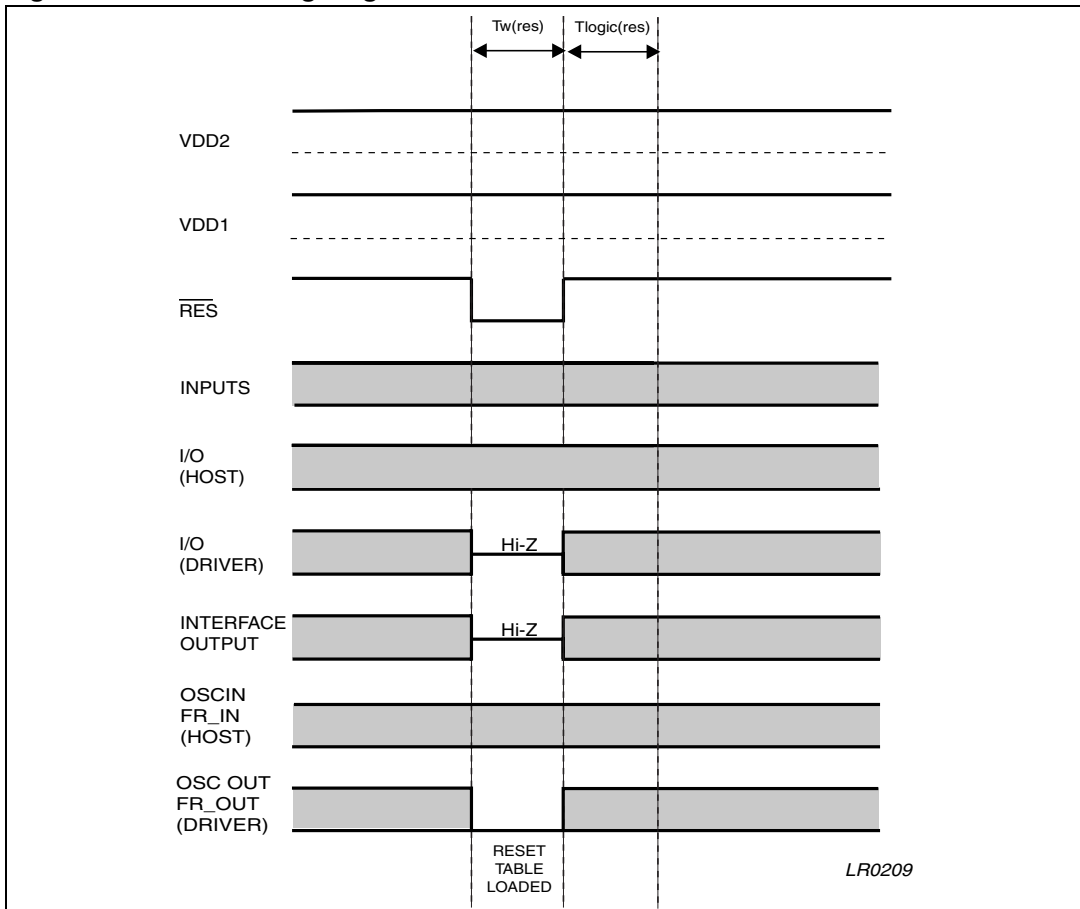 Tw(res) Tlogic(res)
VDD2
VDD1
RES
INPUTS
I/O
(HOST)
I/O
(DRIVER)
Hi-Z
INTERFACE
OUTPUT
Hi-Z
OSCIN
FR_IN
(HOST)
OSC OUT
FR_OUT
(DRIVER)
RESET
TABLE
LOADED
LR0209